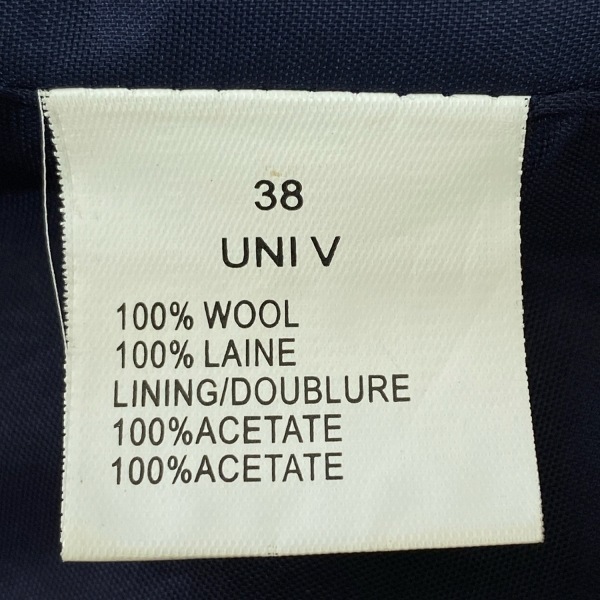 38
UNI V
100% WOOL
100% LAINE
LINING/DOUBLURE
100%ACETATE
100%ACETATE